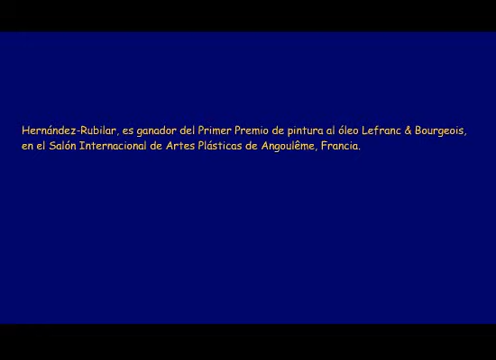 Hernández-Rubilar, es ganador del Primer Premio de pintura al óleo Lefranc & Bourgeois,
en el Salón Internacional de Artes Plásticas de Angoulême, Francia.